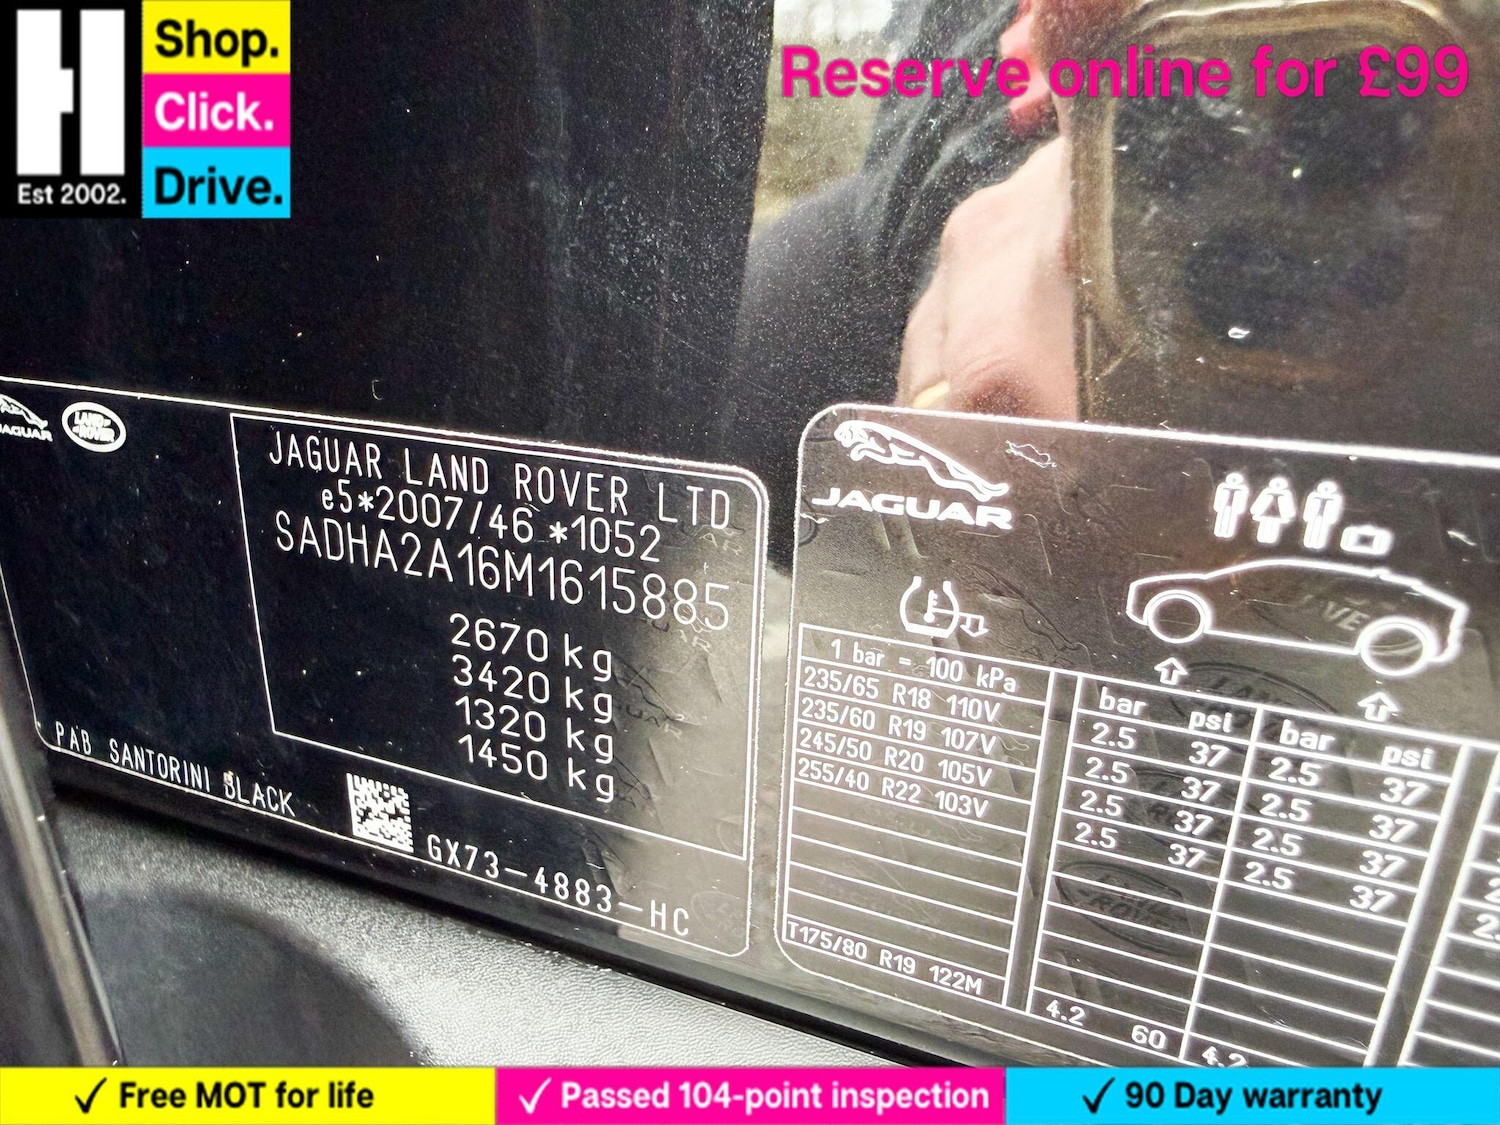 Shop.
Click.
Drive.
Est 2002.
Reserve online for £99
JAGUAR
LAND
ROVER
JAGUAR LAND ROVER LTD
e5*2007/46 *1052
SADHA2A16M1615885
2670 kg
3420 kg
1320 kg
1450 kg
PAB SANTORINI BLACK
GX73-4883-HC
JAGUAR
1 bar = 100 kPa
bar psi bar psi
235/65 R18 110V 2.5 37 2.5 37
235/60 R19 107V 2.5 37 2.5 37
245/50 R20 105V 2.5 37 2.5 37
255/40 R22 103V 2.5 37 2.5 37
T175/80 R19 122M 4.2 60 4.2
✓ Free MOT for life
✓ Passed 104-point inspection
✓ 90 Day warranty